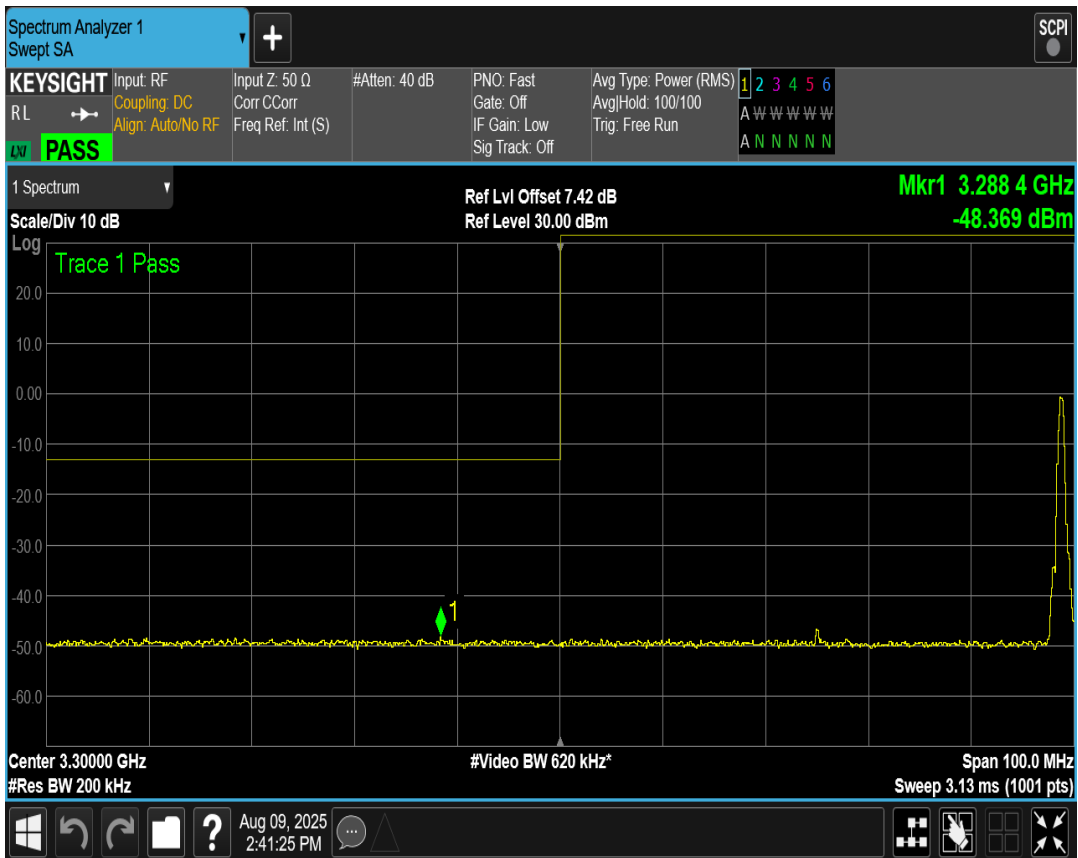 Spectrum Analyzer 1
Swept SA
+
SCPI
KEYSIGHT
RL
LXI PASS
Input: RF
Coupling: DC
Align: Auto/No RF
Input Z: 50 Ω
Corr CCorr
Freq Ref: Int (S)
#Atten: 40 dB
PNO: Fast
Gate: Off
IF Gain: Low
Sig Track: Off
Avg Type: Power (RMS)
Avg|Hold: 100/100
Trig: Free Run
1 2 3 4 5 6
A W W W W W
A N N N N N
1 Spectrum
Scale/Div 10 dB
Ref Lvl Offset 7.42 dB
Ref Level 30.00 dBm
Mkr1 3.288 4 GHz
-48.369 dBm
Log
Trace 1 Pass
20.0
10.0
0.00
-10.0
-20.0
-30.0
-40.0
1
-50.0
-60.0
Center 3.30000 GHz
#Res BW 200 kHz
#Video BW 620 kHz*
Span 100.0 MHz
Sweep 3.13 ms (1001 pts)
?
Aug 09, 2025
2:41:25 PM